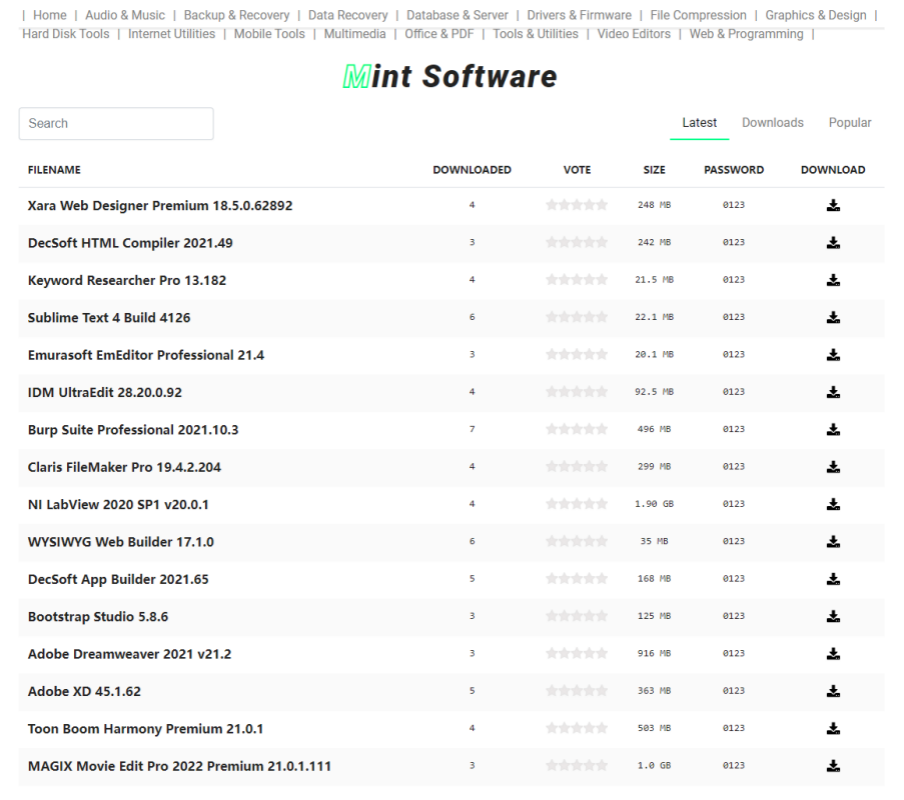 | Home | Audio & Music | Backup & Recovery | Data Recovery | Database & Server | Drivers & Firmware | File Compression | Graphics & Design |
Hard Disk Tools | Internet Utilities | Mobile Tools | Multimedia | Office & PDF | Tools & Utilities | Video Editors | Web & Programming |
Mint Software
Search Latest Downloads Popular
FILENAME DOWNLOADED VOTE SIZE PASSWORD DOWNLOAD
Xara Web Designer Premium 18.5.0.62892 4 248 MB 0123
DecSoft HTML Compiler 2021.49 3 242 MB 0123
Keyword Researcher Pro 13.182 4 21.5 MB 0123
Sublime Text 4 Build 4126 6 22.1 MB 0123
Emurasoft EmEditor Professional 21.4 3 20.1 MB 0123
IDM UltraEdit 28.20.0.92 4 92.5 MB 0123
Burp Suite Professional 2021.10.3 7 496 MB 0123
Claris FileMaker Pro 19.4.2.204 4 299 MB 0123
NI LabView 2020 SP1 v20.0.1 4 1.90 GB 0123
WYSIWYG Web Builder 17.1.0 6 35 MB 0123
DecSoft App Builder 2021.65 5 168 MB 0123
Bootstrap Studio 5.8.6 3 125 MB 0123
Adobe Dreamweaver 2021 v21.2 3 916 MB 0123
Adobe XD 45.1.62 5 363 MB 0123
Toon Boom Harmony Premium 21.0.1 4 503 MB 0123
MAGIX Movie Edit Pro 2022 Premium 21.0.1.111 3 1.0 GB 0123